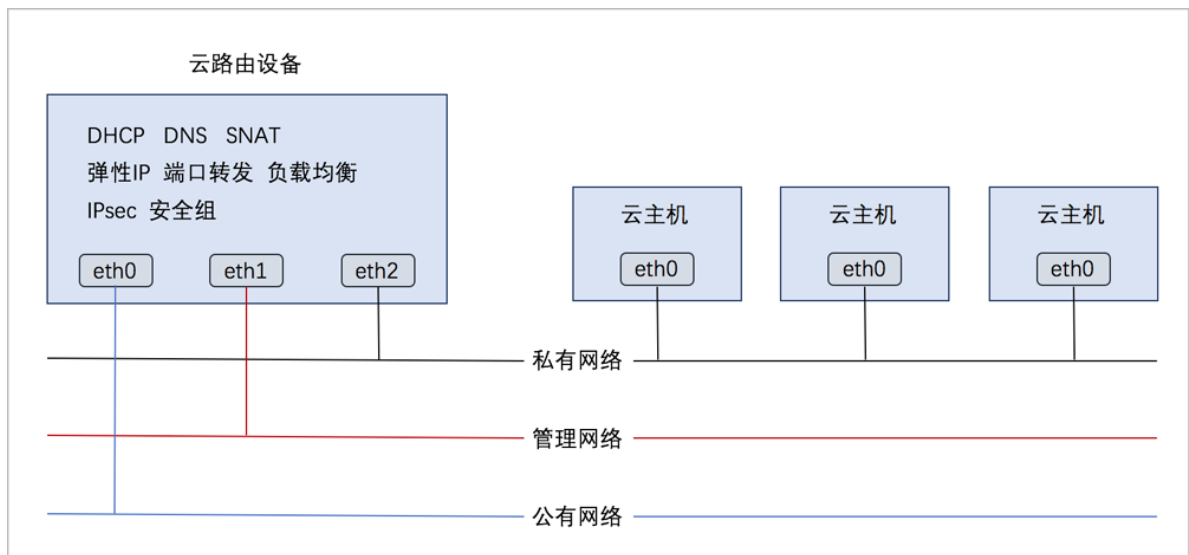 云路由设备
DHCP DNS SNAT
弹性IP 端口转发 负载均衡
IPsec 安全组
eth0 eth1 eth2
云主机 云主机 云主机
eth0 eth0 eth0
私有网络
管理网络
公有网络